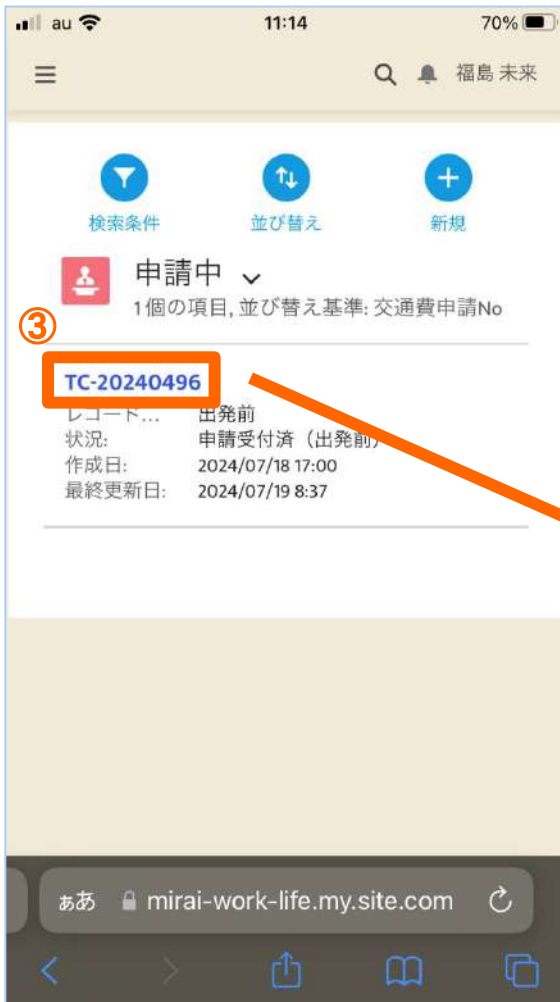 au 11:14 70%
福島 未来
検索条件 並び替え 新規
申請中
1個の項目, 並び替え基準: 交通費申請No
③
TC-20240496
レコード... 出発前
状況: 申請受付済（出発前）
作成日: 2024/07/18 17:00
最終更新日: 2024/07/19 8:37
ぁあ mirai-work-life.my.site.com